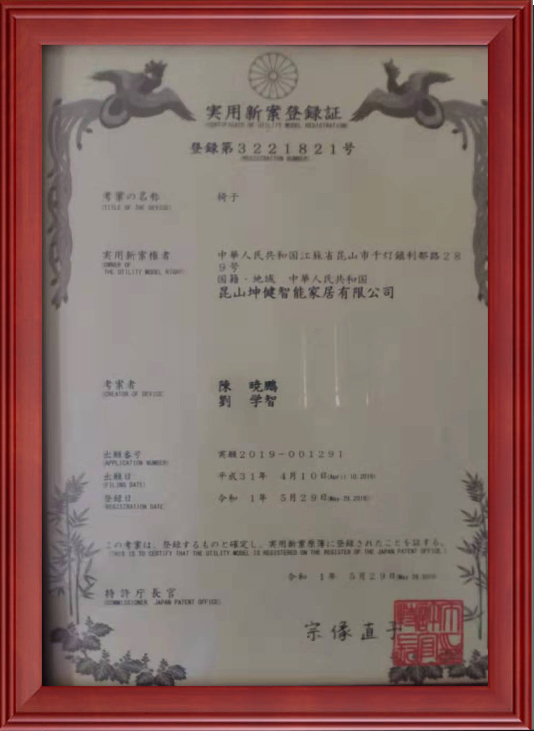 実用新案登録証
(CERTIFICATE OF UTILITY MODEL REGISTRATION)
登録第3221821号
(REGISTRATION NUMBER)
考案の名称
(TITLE OF THE DEVICE)
椅子
実用新案権者
(OWNER OF
THE UTILITY MODEL RIGHT)
中華人民共和国江蘇省昆山市千灯鎮利都路28
9号
国籍・地域 中華人民共和国
昆山坤健智能家居有限公司
考案者
(CREATOR OF DEVICE)
陳 暁鵬
劉 学智
出願番号
(APPLICATION NUMBER)
実願2019-001291
出願日
(FILING DATE)
平成31年 4月10日(April 10,2019)
登録日
(REGISTRATION DATE)
令和 1年 5月29日(May 29,2019)
この考案は、登録するものと確定し、実用新案原簿に登録されたことを証する。
(THIS IS TO CERTIFY THAT THE UTILITY MODEL IS REGISTERED ON THE REGISTER OF THE JAPAN PATENT OFFICE.)
令和 1年 5月29日(May 29,2019)
特許庁長官
(COMMISSIONER, JAPAN PATENT OFFICE)
宗像直子